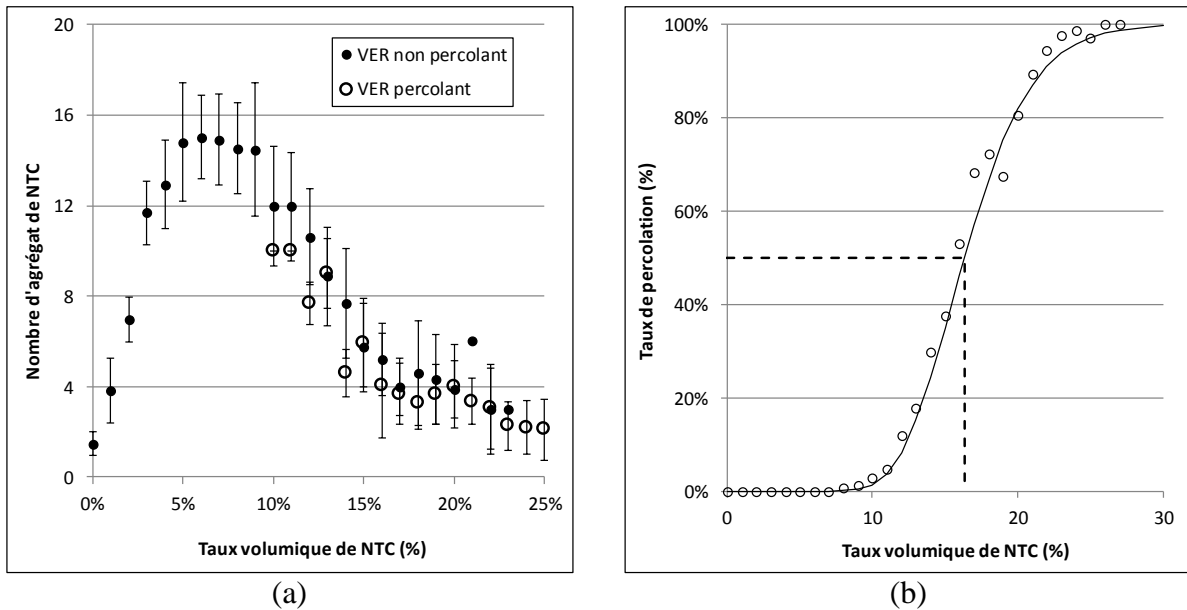 20
16
12
8
4
0
Nombre d'agrégat de NTC
VER non percolant
VER percolant
0% 5% 10% 15% 20% 25%
Taux volumique de NTC (%)
(a)
100%
80%
60%
40%
20%
0%
Taux de percolation (%)
0 10 20 30
Taux volumique de NTC (%)
(b)